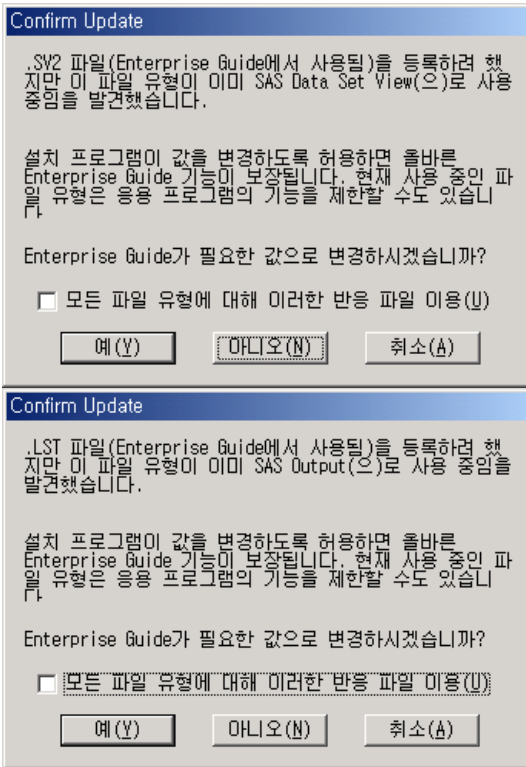 Confirm Update
.SV2 파일(Enterprise Guide에서 사용됨)을 등록하려 했
지만 이 파일 유형이 이미 SAS Data Set View(으)로 사용
중임을 발견했습니다.
설치 프로그램이 값을 변경하도록 허용하면 올바른
Enterprise Guide 기능이 보장됩니다. 현재 사용 중인 파
일 유형은 응용 프로그램의 기능을 제한할 수도 있습니
다
Enterprise Guide가 필요한 값으로 변경하시겠습니까?
모든 파일 유형에 대해 이러한 반응 파일 이용(U)
예(Y) 아니오(N) 취소(A)
Confirm Update
.LST 파일(Enterprise Guide에서 사용됨)을 등록하려 했
지만 이 파일 유형이 이미 SAS Output(으)로 사용 중임을
발견했습니다.
설치 프로그램이 값을 변경하도록 허용하면 올바른
Enterprise Guide 기능이 보장됩니다. 현재 사용 중인 파
일 유형은 응용 프로그램의 기능을 제한할 수도 있습니
다
Enterprise Guide가 필요한 값으로 변경하시겠습니까?
모든 파일 유형에 대해 이러한 반응 파일 이용(U)
예(Y) 아니오(N) 취소(A)